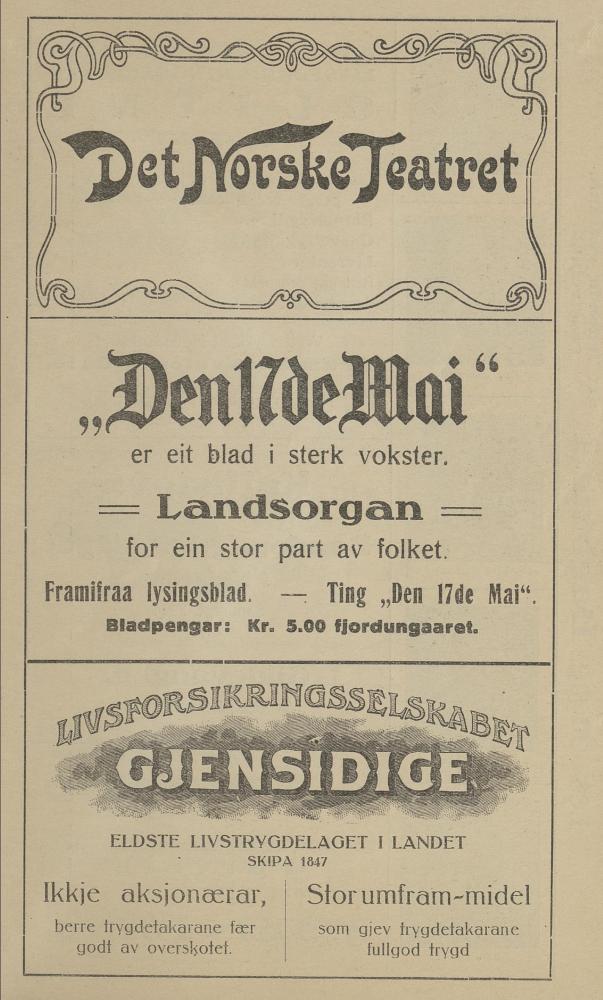 Det Norske Teatret
„Den 17de Mai“
er eit blad i sterk vokster.
Landsorgan
for ein stor part av folket.
Framifraa lysingsblad. — Ting „Den 17de Mai“.
Bladpengar: Kr. 5.00 fjordungaaret.
LIVSFORSIKRINGSSELSKABET
GJENSIDIGE
ELDSTE LIVSTRYGDELAGET I LANDET
SKIPA 1847
Ikkje aksjonærar,
berre trygdetakarane fær
godt av overskotet.
Stor umfram-midel
som gjev trygdetakarane
fullgod trygd